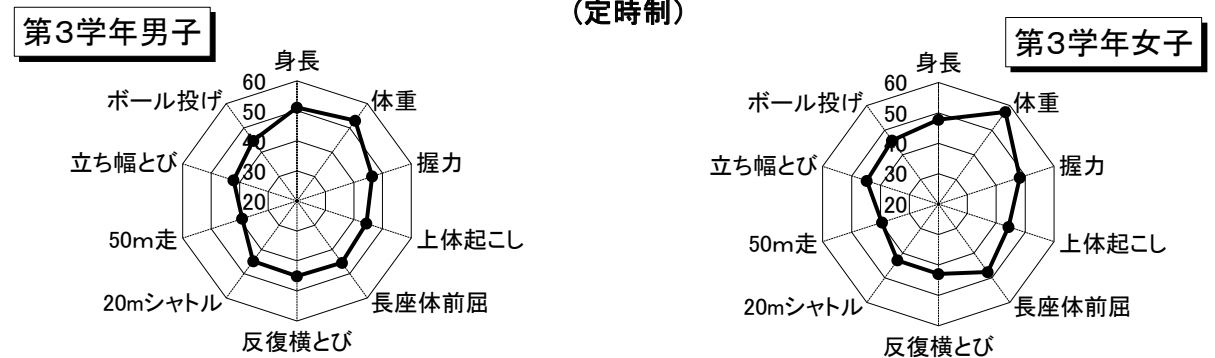 (定時制)
第3学年男子
身長
体重
握力
上体起こし
長座体前屈
反復横とび
20mシャトル
50m走
立ち幅とび
ボール投げ
60
50
40
30
20
第3学年女子
身長
体重
握力
上体起こし
長座体前屈
反復横とび
20mシャトル
50m走
立ち幅とび
ボール投げ
60
50
40
30
20